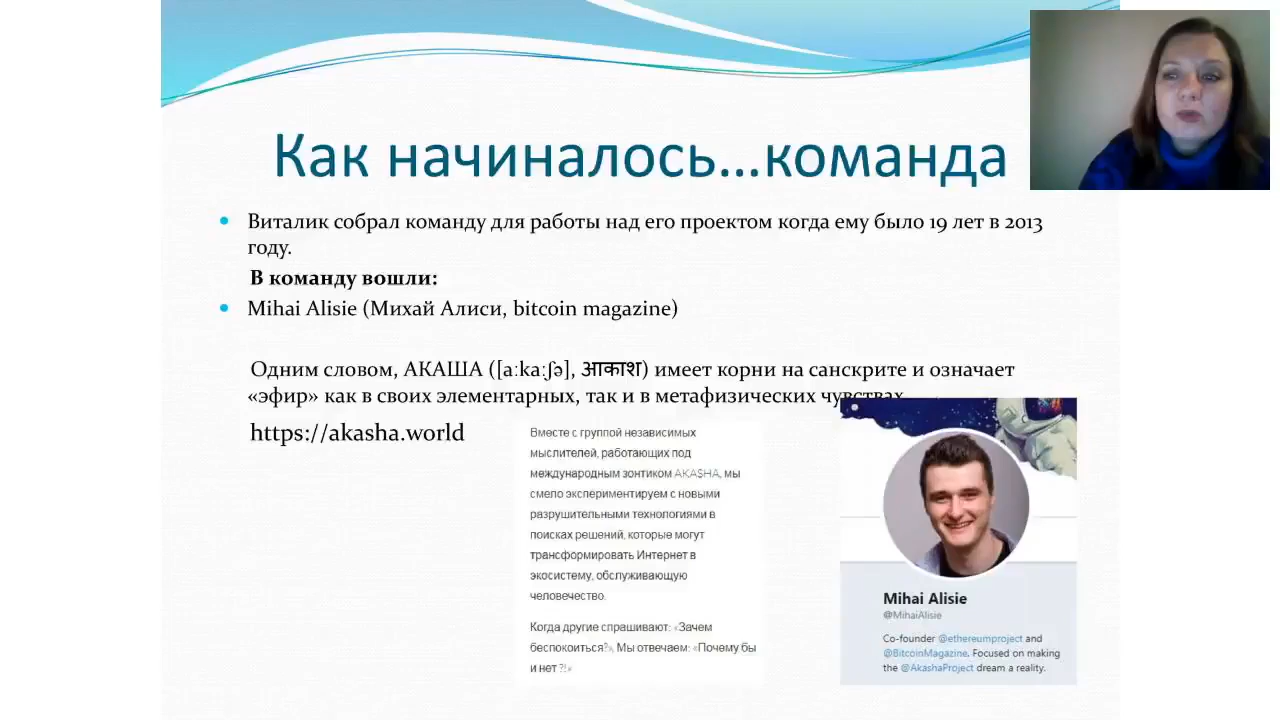 Как начиналось...команда
Виталик собрал команду для работы над его проектом когда ему было 19 лет в 2013
году.
В команду вошли:
Mihai Alisie (Михай Алиси, bitcoin magazine)
Одним словом, АКАША ([aːkaːʃə], आकाश) имеет корни на санскрите и означает
«эфир» как в своих элементарных, так и в метафизических чувствах
https://akasha.world
Вместе с группой независимых
мыслителей, работающих под
международным зонтиком AKASHA, мы
смело экспериментируем с новыми
разрушительными технологиями в
поисках решений, которые могут
трансформировать Интернет в
экосистему, обслуживающую
человечество.
Когда другие спрашивают: «Зачем
беспокоиться?», Мы отвечаем: «Почему бы
и нет ?!»
Mihai Alisie
@MihaiAlisie
Co-founder @ethereumproject and
@BitcoinMagazine. Focused on making
the @AkashaProject dream a reality.